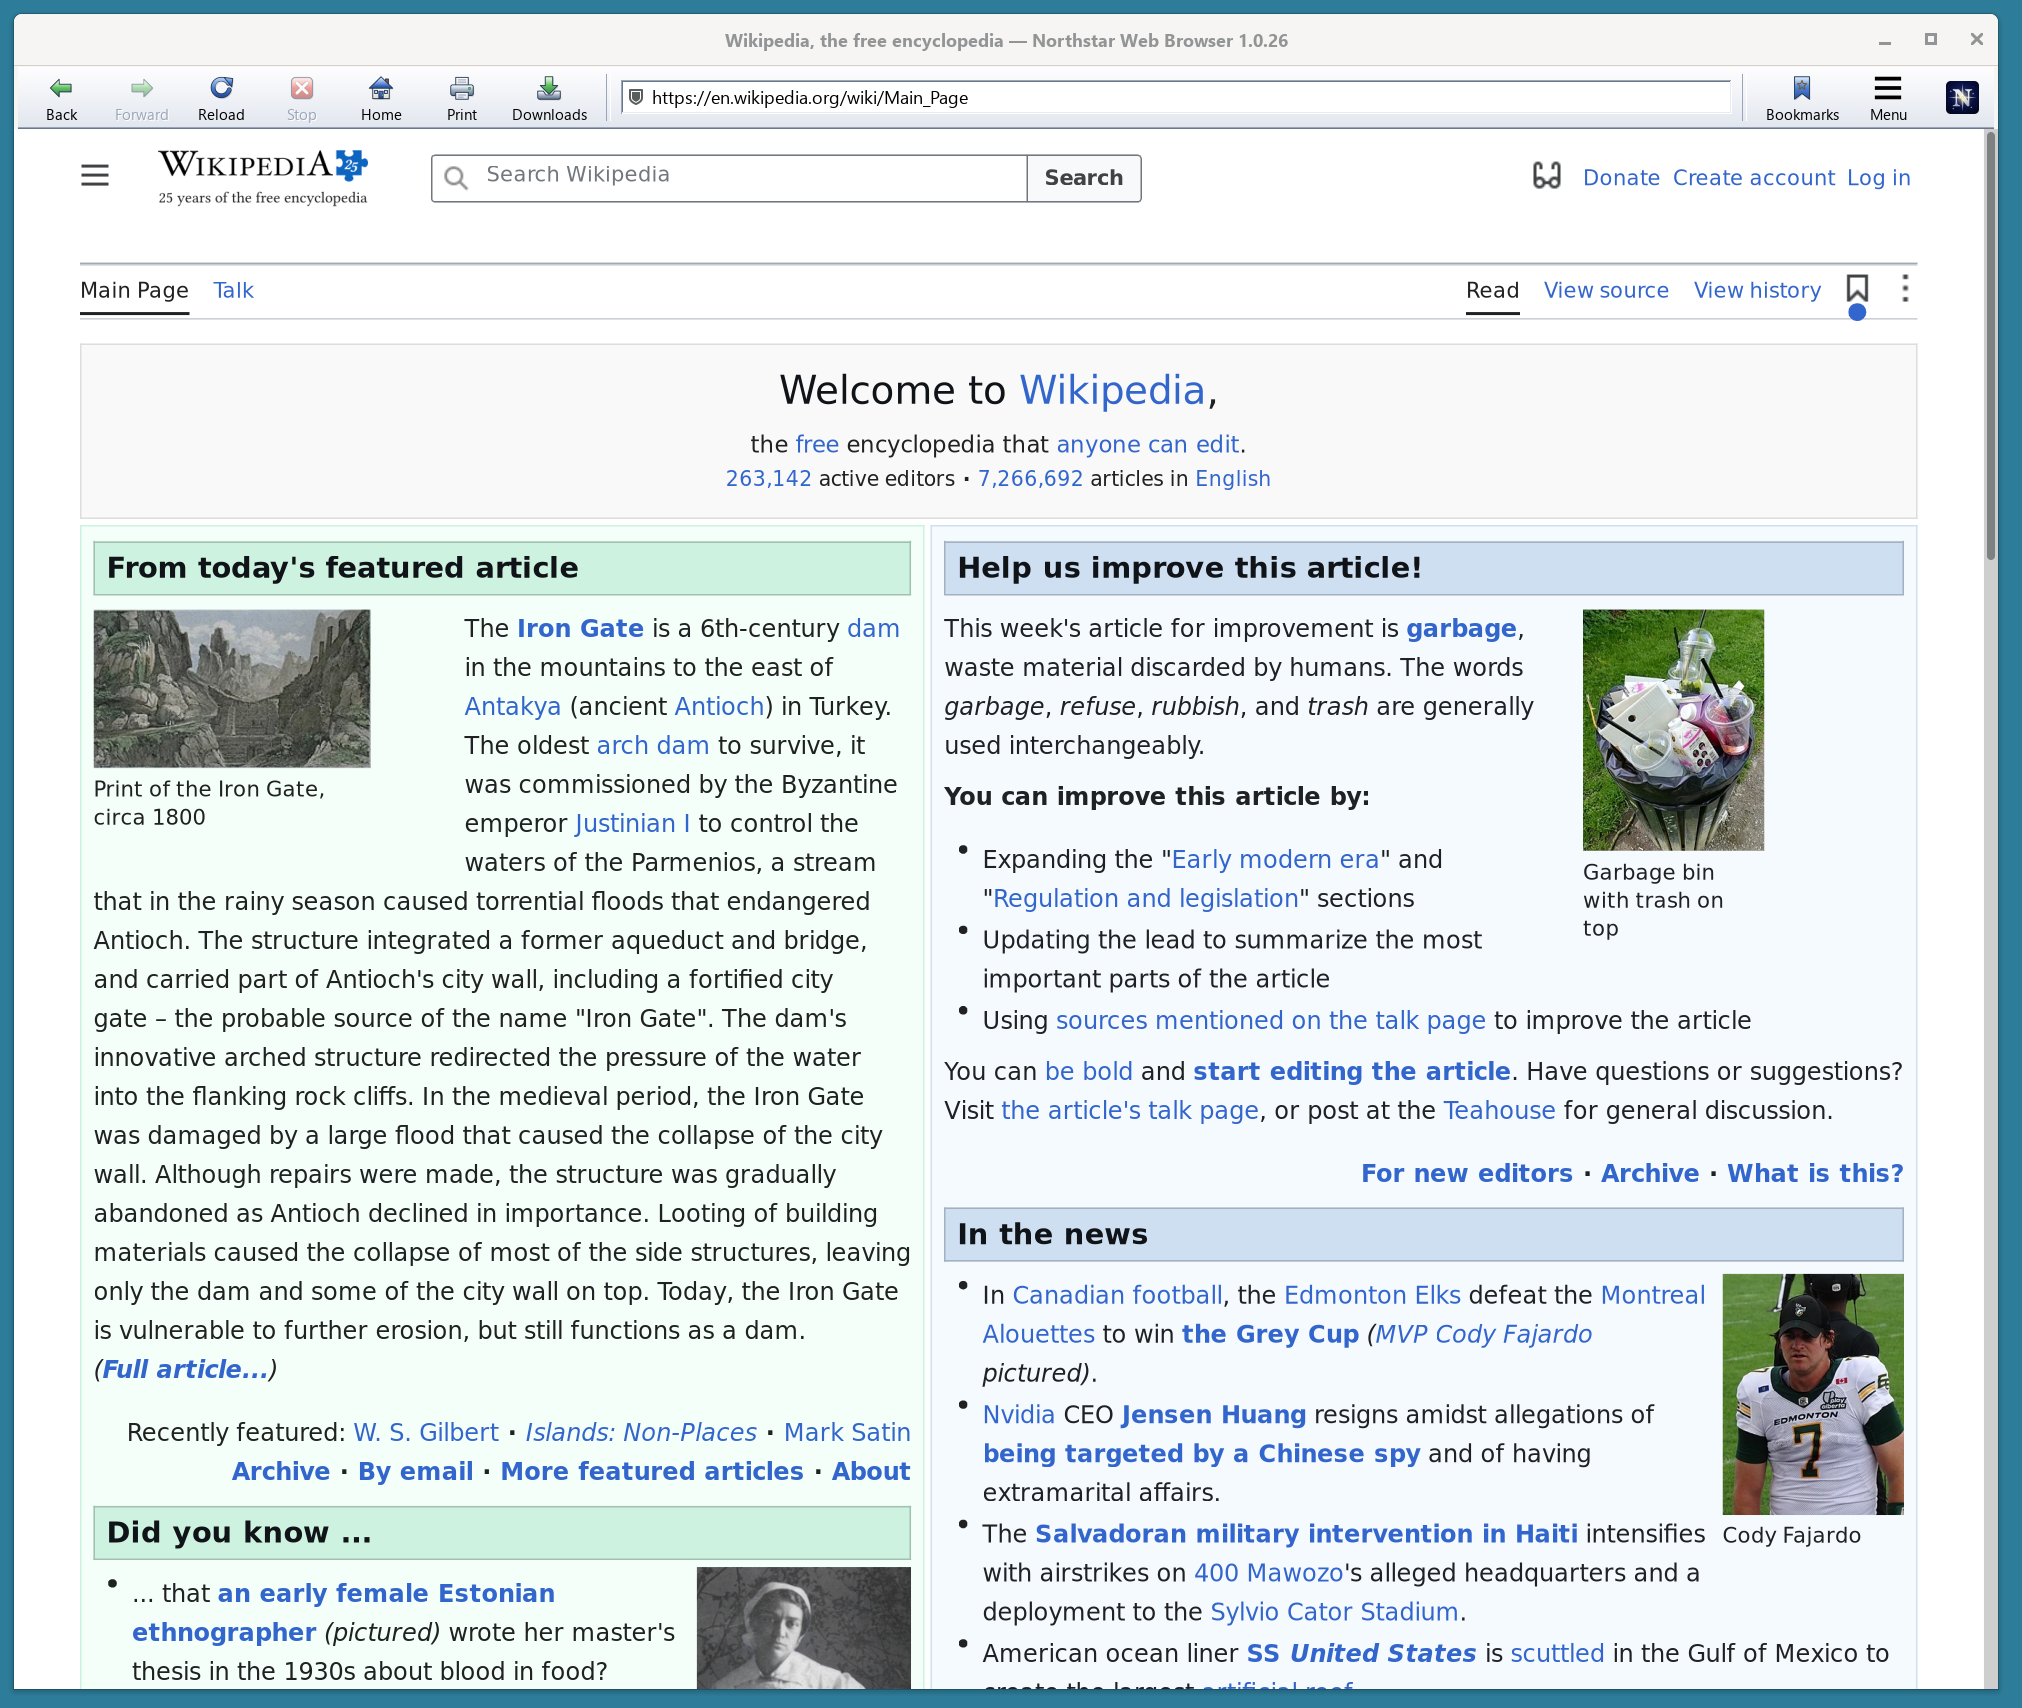 Wikipedia, the free encyclopedia — Northstar Web Browser 1.0.26
Back
Forward
Reload
Stop
Home
Print
Downloads
https://en.wikipedia.org/wiki/Main_Page
Bookmarks
Menu
N
WIKIPEDIA 25
25 years of the free encyclopedia
Search Wikipedia
Search
Donate Create account Log in
Main Page Talk
Read View source View history
Welcome to Wikipedia,
the free encyclopedia that anyone can edit.
263,142 active editors · 7,266,692 articles in English
From today's featured article
Print of the Iron Gate,
circa 1800
The Iron Gate is a 6th-century dam
in the mountains to the east of
Antakya (ancient Antioch) in Turkey.
The oldest arch dam to survive, it
was commissioned by the Byzantine
emperor Justinian I to control the
waters of the Parmenios, a stream
that in the rainy season caused torrential floods that endangered
Antioch. The structure integrated a former aqueduct and bridge,
and carried part of Antioch's city wall, including a fortified city
gate – the probable source of the name "Iron Gate". The dam's
innovative arched structure redirected the pressure of the water
into the flanking rock cliffs. In the medieval period, the Iron Gate
was damaged by a large flood that caused the collapse of the city
wall. Although repairs were made, the structure was gradually
abandoned as Antioch declined in importance. Looting of building
materials caused the collapse of most of the side structures, leaving
only the dam and some of the city wall on top. Today, the Iron Gate
is vulnerable to further erosion, but still functions as a dam.
(Full article...)
Recently featured: W. S. Gilbert · Islands: Non-Places · Mark Satin
Archive · By email · More featured articles · About
Did you know ...
... that an early female Estonian
ethnographer (pictured) wrote her master's
thesis in the 1930s about blood in food?
Help us improve this article!
This week's article for improvement is garbage,
waste material discarded by humans. The words
garbage, refuse, rubbish, and trash are generally
used interchangeably.
You can improve this article by:
Garbage bin
with trash on
top
• Expanding the "Early modern era" and
"Regulation and legislation" sections
• Updating the lead to summarize the most
important parts of the article
• Using sources mentioned on the talk page to improve the article
You can be bold and start editing the article. Have questions or suggestions?
Visit the article's talk page, or post at the Teahouse for general discussion.
For new editors · Archive · What is this?
In the news
• In Canadian football, the Edmonton Elks defeat the Montreal
Alouettes to win the Grey Cup (MVP Cody Fajardo
pictured).
• Nvidia CEO Jensen Huang resigns amidst allegations of
being targeted by a Chinese spy and of having
extramarital affairs.
EDMONTON
7
Cody Fajardo
• The Salvadoran military intervention in Haiti intensifies
with airstrikes on 400 Mawozo's alleged headquarters and a
deployment to the Sylvio Cator Stadium.
• American ocean liner SS United States is scuttled in the Gulf of Mexico to
create the largest artificial reef.